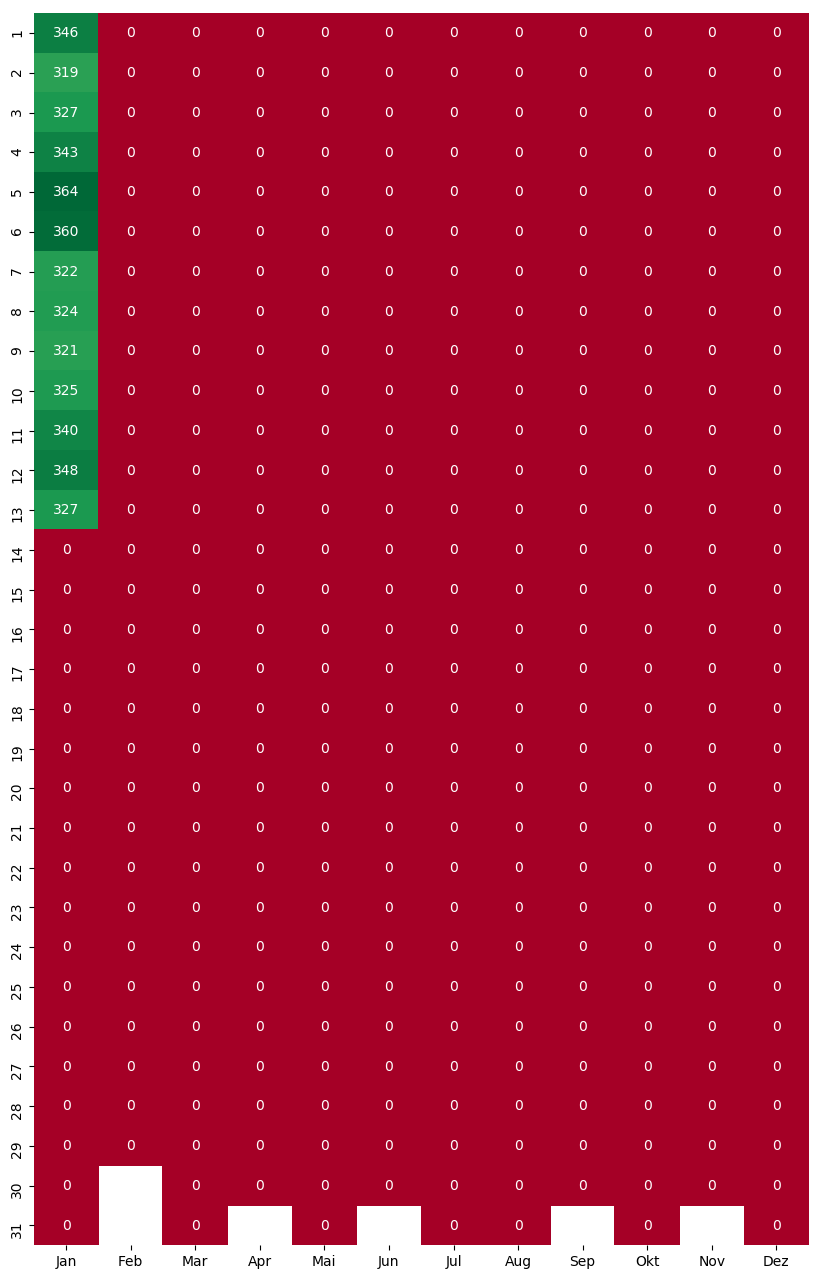 1 346 0 0 0 0 0 0 0 0 0 0 0
2 319 0 0 0 0 0 0 0 0 0 0 0
3 327 0 0 0 0 0 0 0 0 0 0 0
4 343 0 0 0 0 0 0 0 0 0 0 0
5 364 0 0 0 0 0 0 0 0 0 0 0
6 360 0 0 0 0 0 0 0 0 0 0 0
7 322 0 0 0 0 0 0 0 0 0 0 0
8 324 0 0 0 0 0 0 0 0 0 0 0
9 321 0 0 0 0 0 0 0 0 0 0 0
10 325 0 0 0 0 0 0 0 0 0 0 0
11 340 0 0 0 0 0 0 0 0 0 0 0
12 348 0 0 0 0 0 0 0 0 0 0 0
13 327 0 0 0 0 0 0 0 0 0 0 0
14 0 0 0 0 0 0 0 0 0 0 0 0
15 0 0 0 0 0 0 0 0 0 0 0 0
16 0 0 0 0 0 0 0 0 0 0 0 0
17 0 0 0 0 0 0 0 0 0 0 0 0
18 0 0 0 0 0 0 0 0 0 0 0 0
19 0 0 0 0 0 0 0 0 0 0 0 0
20 0 0 0 0 0 0 0 0 0 0 0 0
21 0 0 0 0 0 0 0 0 0 0 0 0
22 0 0 0 0 0 0 0 0 0 0 0 0
23 0 0 0 0 0 0 0 0 0 0 0 0
24 0 0 0 0 0 0 0 0 0 0 0 0
25 0 0 0 0 0 0 0 0 0 0 0 0
26 0 0 0 0 0 0 0 0 0 0 0 0
27 0 0 0 0 0 0 0 0 0 0 0 0
28 0 0 0 0 0 0 0 0 0 0 0 0
29 0 0 0 0 0 0 0 0 0 0 0 0
30 0 0 0 0 0 0 0 0 0 0 0
31 0 0 0 0 0 0 0
Jan Feb Mar Apr Mai Jun Jul Aug Sep Okt Nov Dez